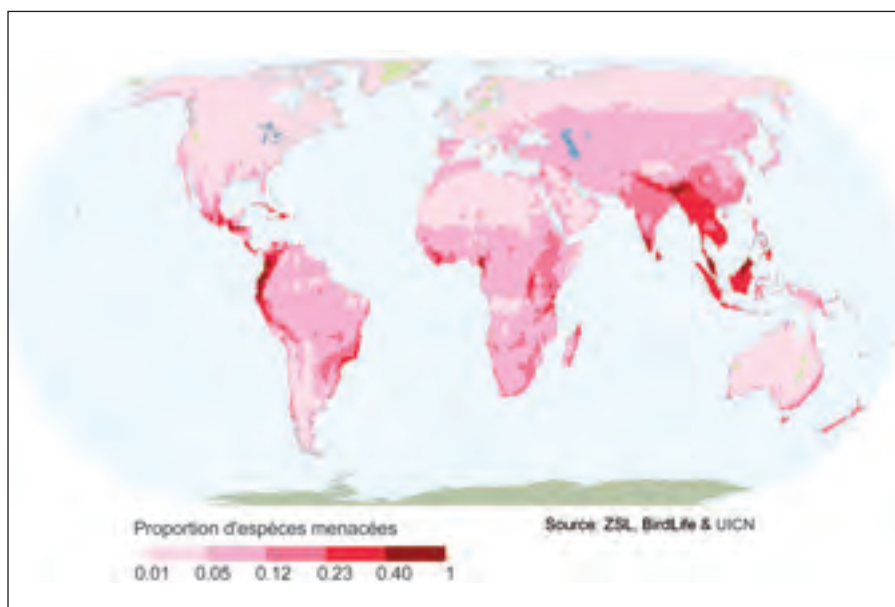 Proportion d'espèces menacées
Source: ZSL, BirdLife & UICN
0.01 0.05 0.12 0.23 0.40 1